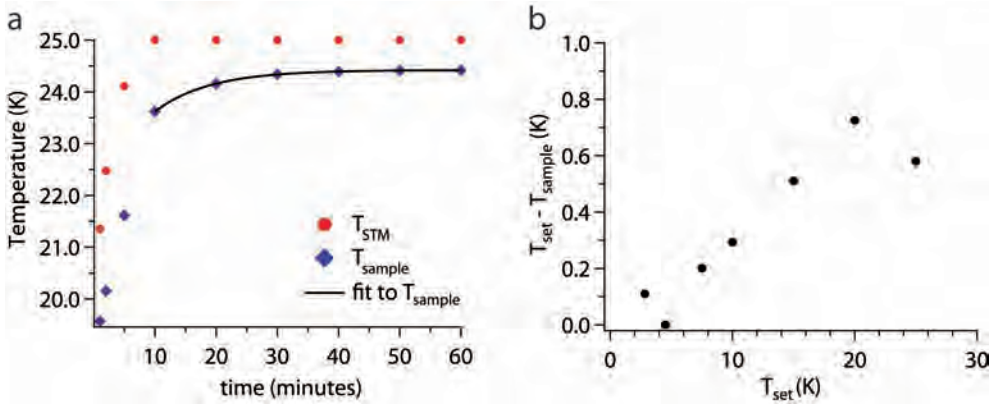 a
25.0
24.0
23.0
22.0
21.0
20.0
Temperature (K)
T_STM
T_sample
fit to T_sample
10 20 30 40 50 60
time (minutes)
b
1.0
0.8
0.6
0.4
0.2
0.0
T_set - T_sample (K)
0 10 20 30
T_set (K)